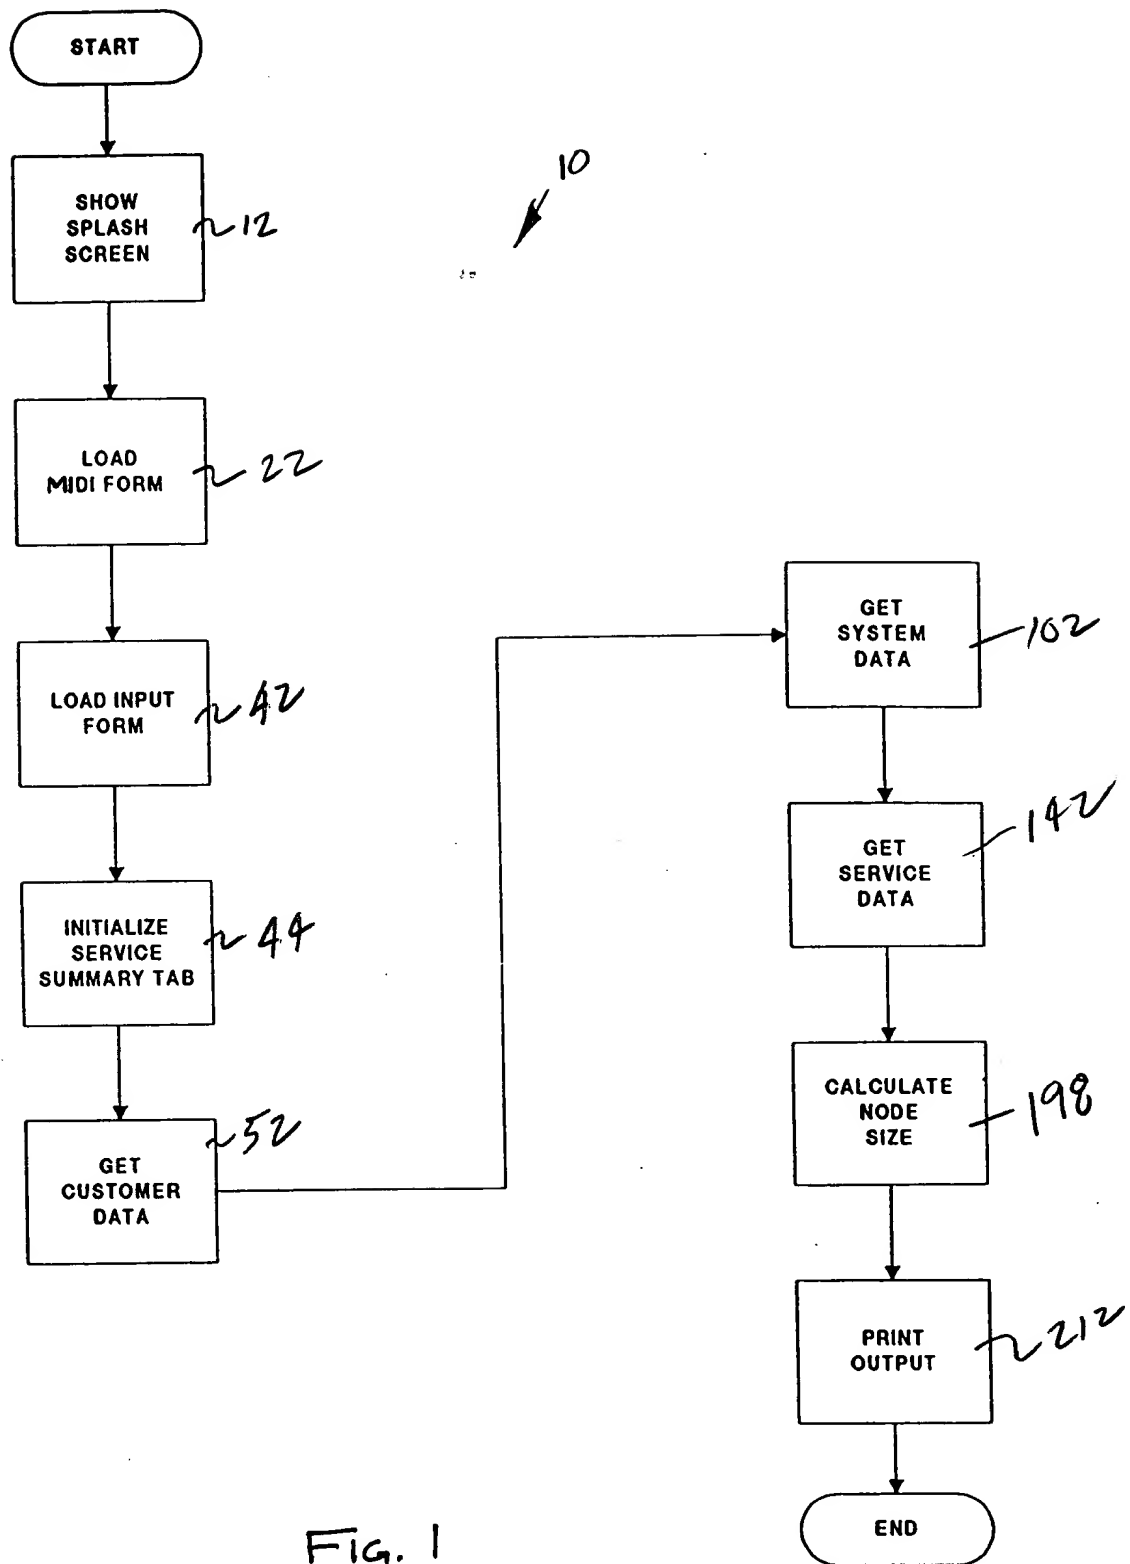 START
SHOW
SPLASH
SCREEN
12
10
LOAD
MIDI FORM
22
LOAD INPUT
FORM
42
INITIALIZE
SERVICE
SUMMARY TAB
44
GET
CUSTOMER
DATA
52
GET
SYSTEM
DATA
102
GET
SERVICE
DATA
142
CALCULATE
NODE
SIZE
198
PRINT
OUTPUT
212
END
FIG. 1